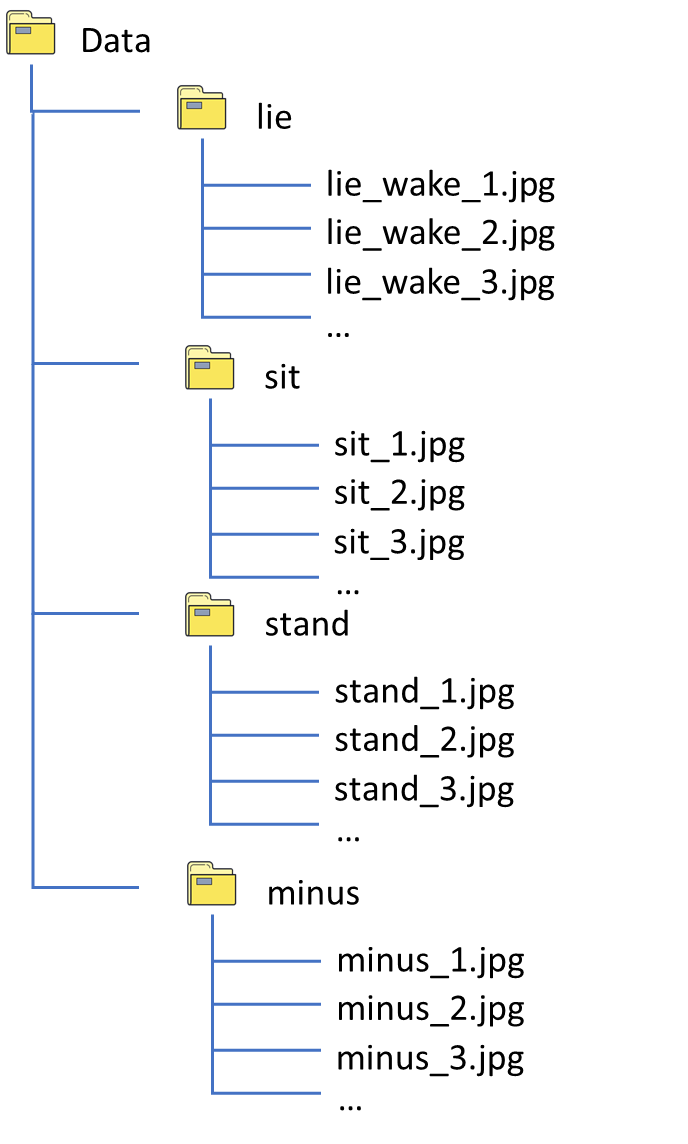 Data
lie
lie_wake_1.jpg
lie_wake_2.jpg
lie_wake_3.jpg
...
sit
sit_1.jpg
sit_2.jpg
sit_3.jpg
...
stand
stand_1.jpg
stand_2.jpg
stand_3.jpg
...
minus
minus_1.jpg
minus_2.jpg
minus_3.jpg
...